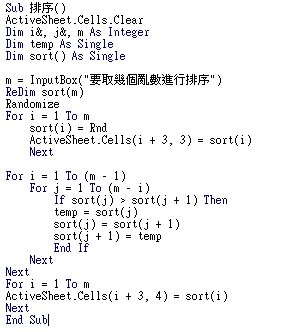 Sub 排序()
ActiveSheet.Cells.Clear
Dim i&, j&, m As Integer
Dim temp As Single
Dim sort() As Single

m = InputBox("要取幾個亂數進行排序")
ReDim sort(m)
Randomize
For i = 1 To m
    sort(i) = Rnd
    ActiveSheet.Cells(i + 3, 3) = sort(i)
    Next

For i = 1 To (m - 1)
    For j = 1 To (m - i)
        If sort(j) > sort(j + 1) Then
        temp = sort(j)
        sort(j) = sort(j + 1)
        sort(j + 1) = temp
        End If
    Next
Next
For i = 1 To m
ActiveSheet.Cells(i + 3, 4) = sort(i)
Next
End Sub